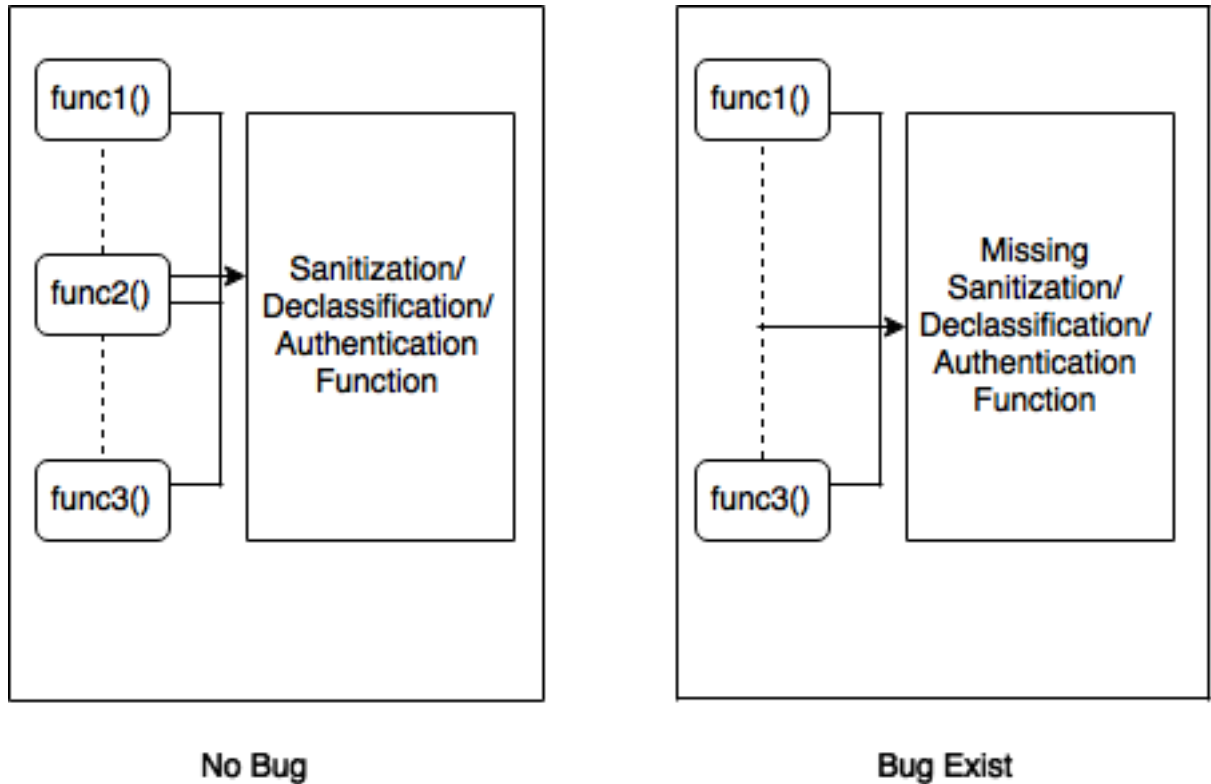 func1()
func2()
func3()
Sanitization/
Declassification/
Authentication
Function
No Bug
func1()
func3()
Missing
Sanitization/
Declassification/
Authentication
Function
Bug Exist